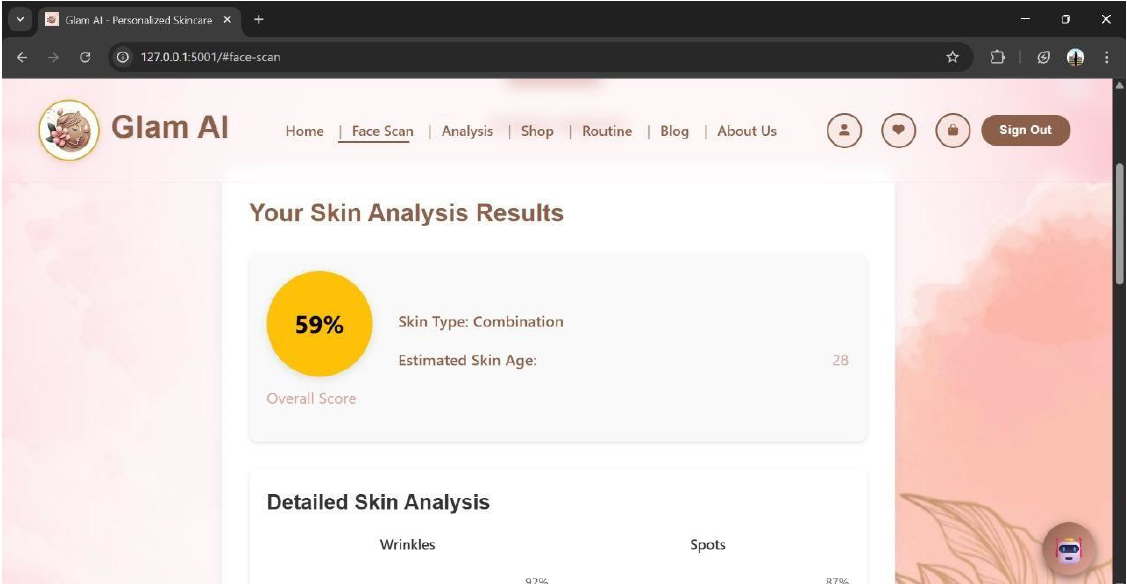 Glam AI - Personalized Skincare
127.0.0.1:5001/#face-scan
Glam AI
Home | Face Scan | Analysis | Shop | Routine | Blog | About Us
Sign Out
Your Skin Analysis Results
59%
Skin Type: Combination
Estimated Skin Age: 28
Overall Score
Detailed Skin Analysis
Wrinkles Spots
92% 87%